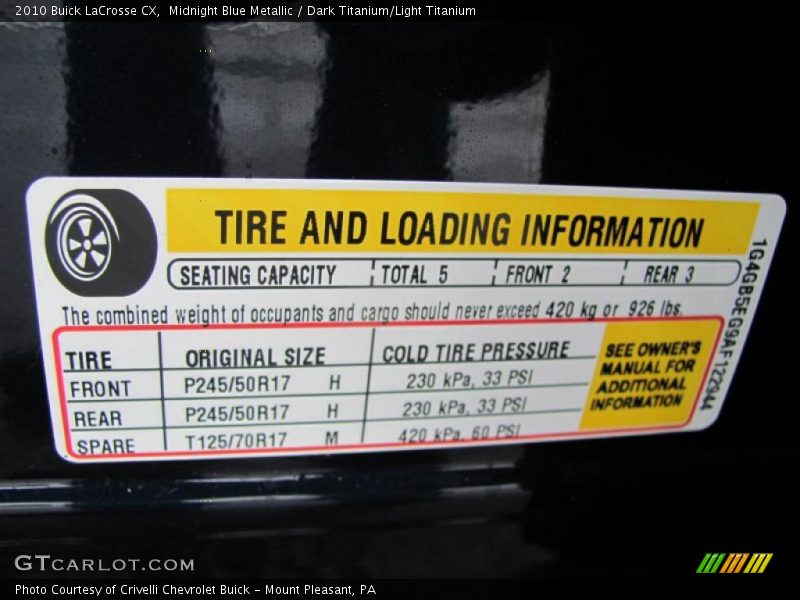 2010 Buick LaCrosse CX,  Midnight Blue Metallic / Dark Titanium/Light Titanium
TIRE AND LOADING INFORMATION
SEATING CAPACITY TOTAL 5 FRONT 2 REAR 3
The combined weight of occupants and cargo should never exceed 420 kg or 926 lbs.
TIRE ORIGINAL SIZE COLD TIRE PRESSURE
FRONT P245/50R17 H 230 kPa, 33 PSI
REAR P245/50R17 H 230 kPa, 33 PSI
SPARE T125/70R17 M 420 kPa, 60 PSI
SEE OWNER'S
MANUAL FOR
ADDITIONAL
INFORMATION
1G4GB5EG9AF122944
GTCARLOT.COM
Photo Courtesy of Crivelli Chevrolet Buick - Mount Pleasant, PA